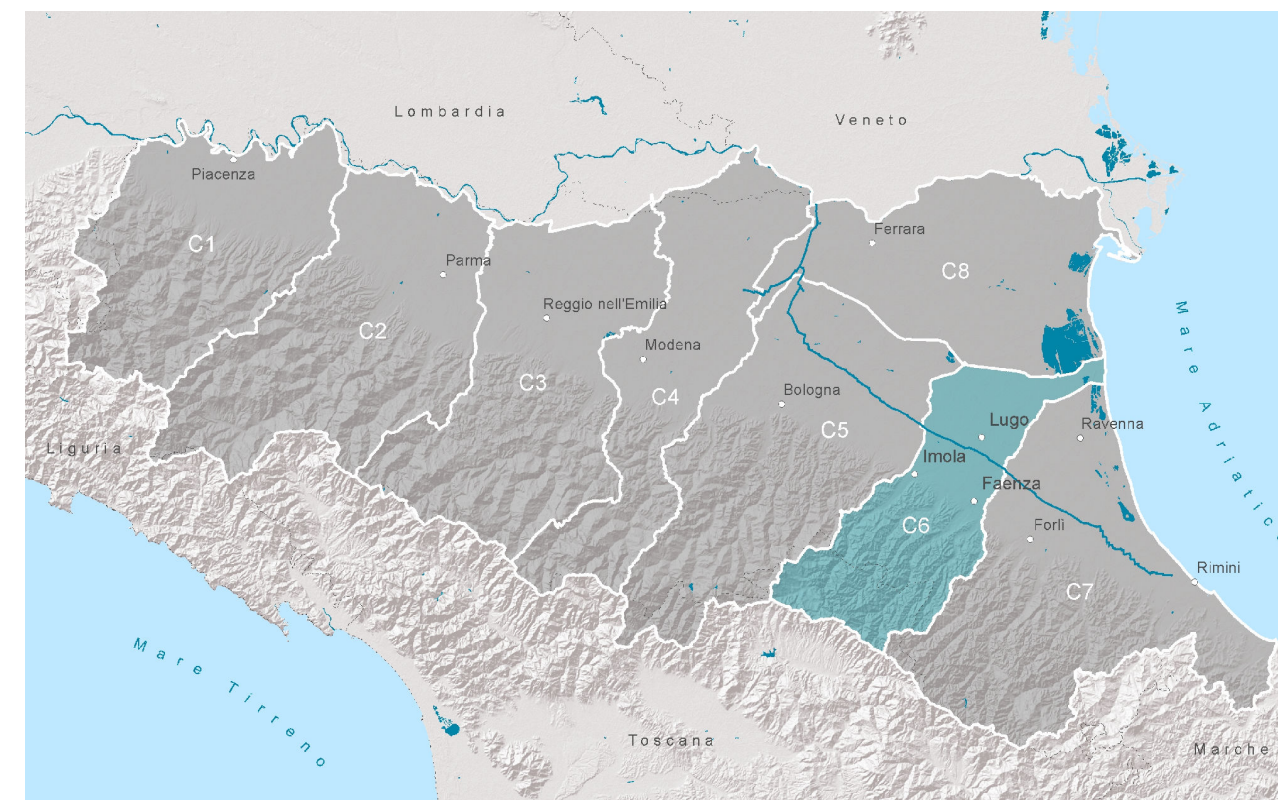 Lombardia
Veneto
Piacenza
Ferrara
C1
Parma
C8
Reggio nell'Emilia
C2
Modena
C3
Bologna
C4
Lugo
Ravenna
C5
Liguria
Imola
Faenza
C6
Forlì
Rimini
C7
Mare Adriatic
Mare Tirreno
Toscana
Marche